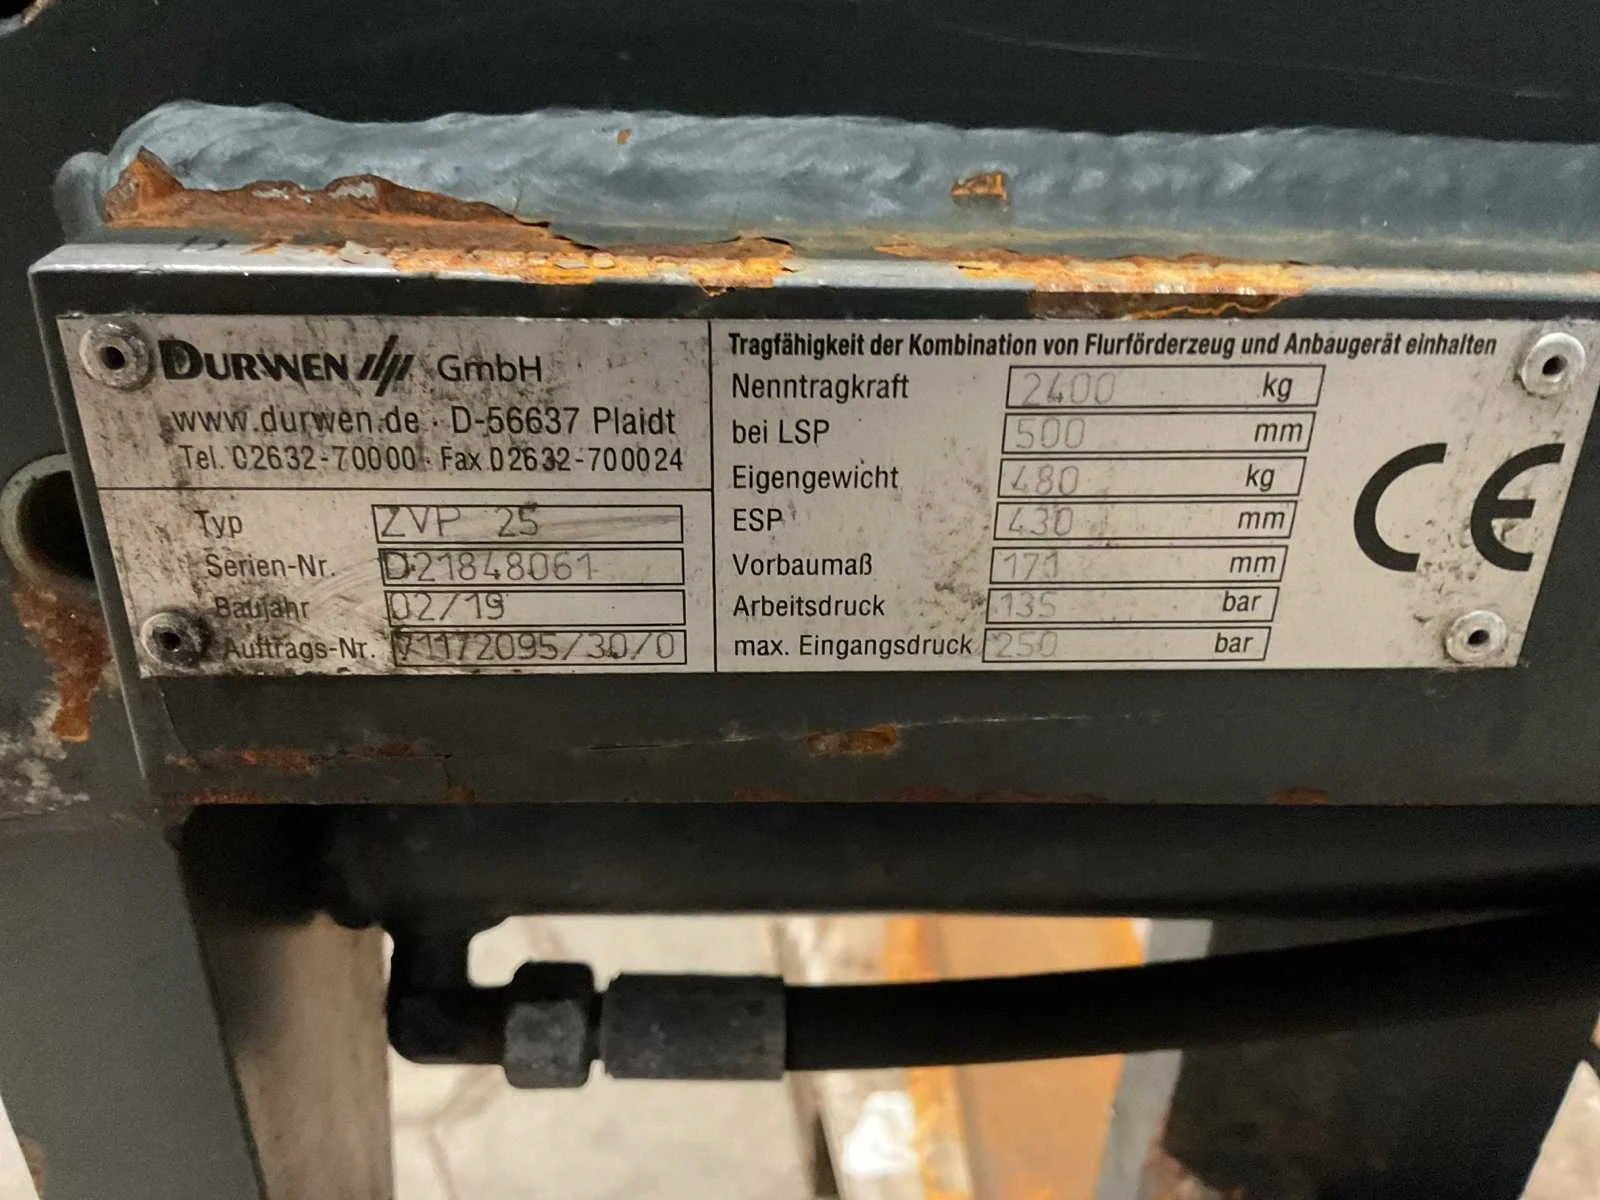 DURWEN GmbH
www.durwen.de · D-56637 Plaidt
Tel. 02632-70000 · Fax 02632-700024
Typ ZVP 25
Serien-Nr. D21848061
Baujahr 02/19
Auftrags-Nr. 71172095/30/0
Tragfähigkeit der Kombination von Flurförderzeug und Anbaugerät einhalten
Nenntragkraft 2400 kg
bei LSP 500 mm
Eigengewicht 480 kg
ESP 430 mm
Vorbaumaß 171 mm
Arbeitsdruck 135 bar
max. Eingangsdruck 250 bar
CE